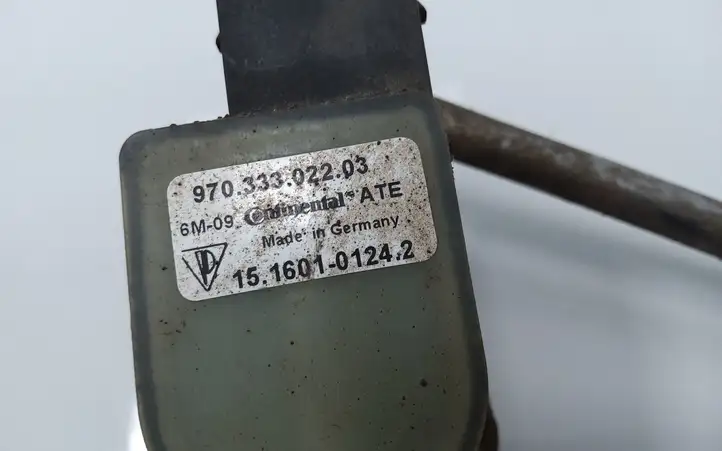 970.333.022.03
6M-09 Continental ATE
Made in Germany
15.1601-0124.2